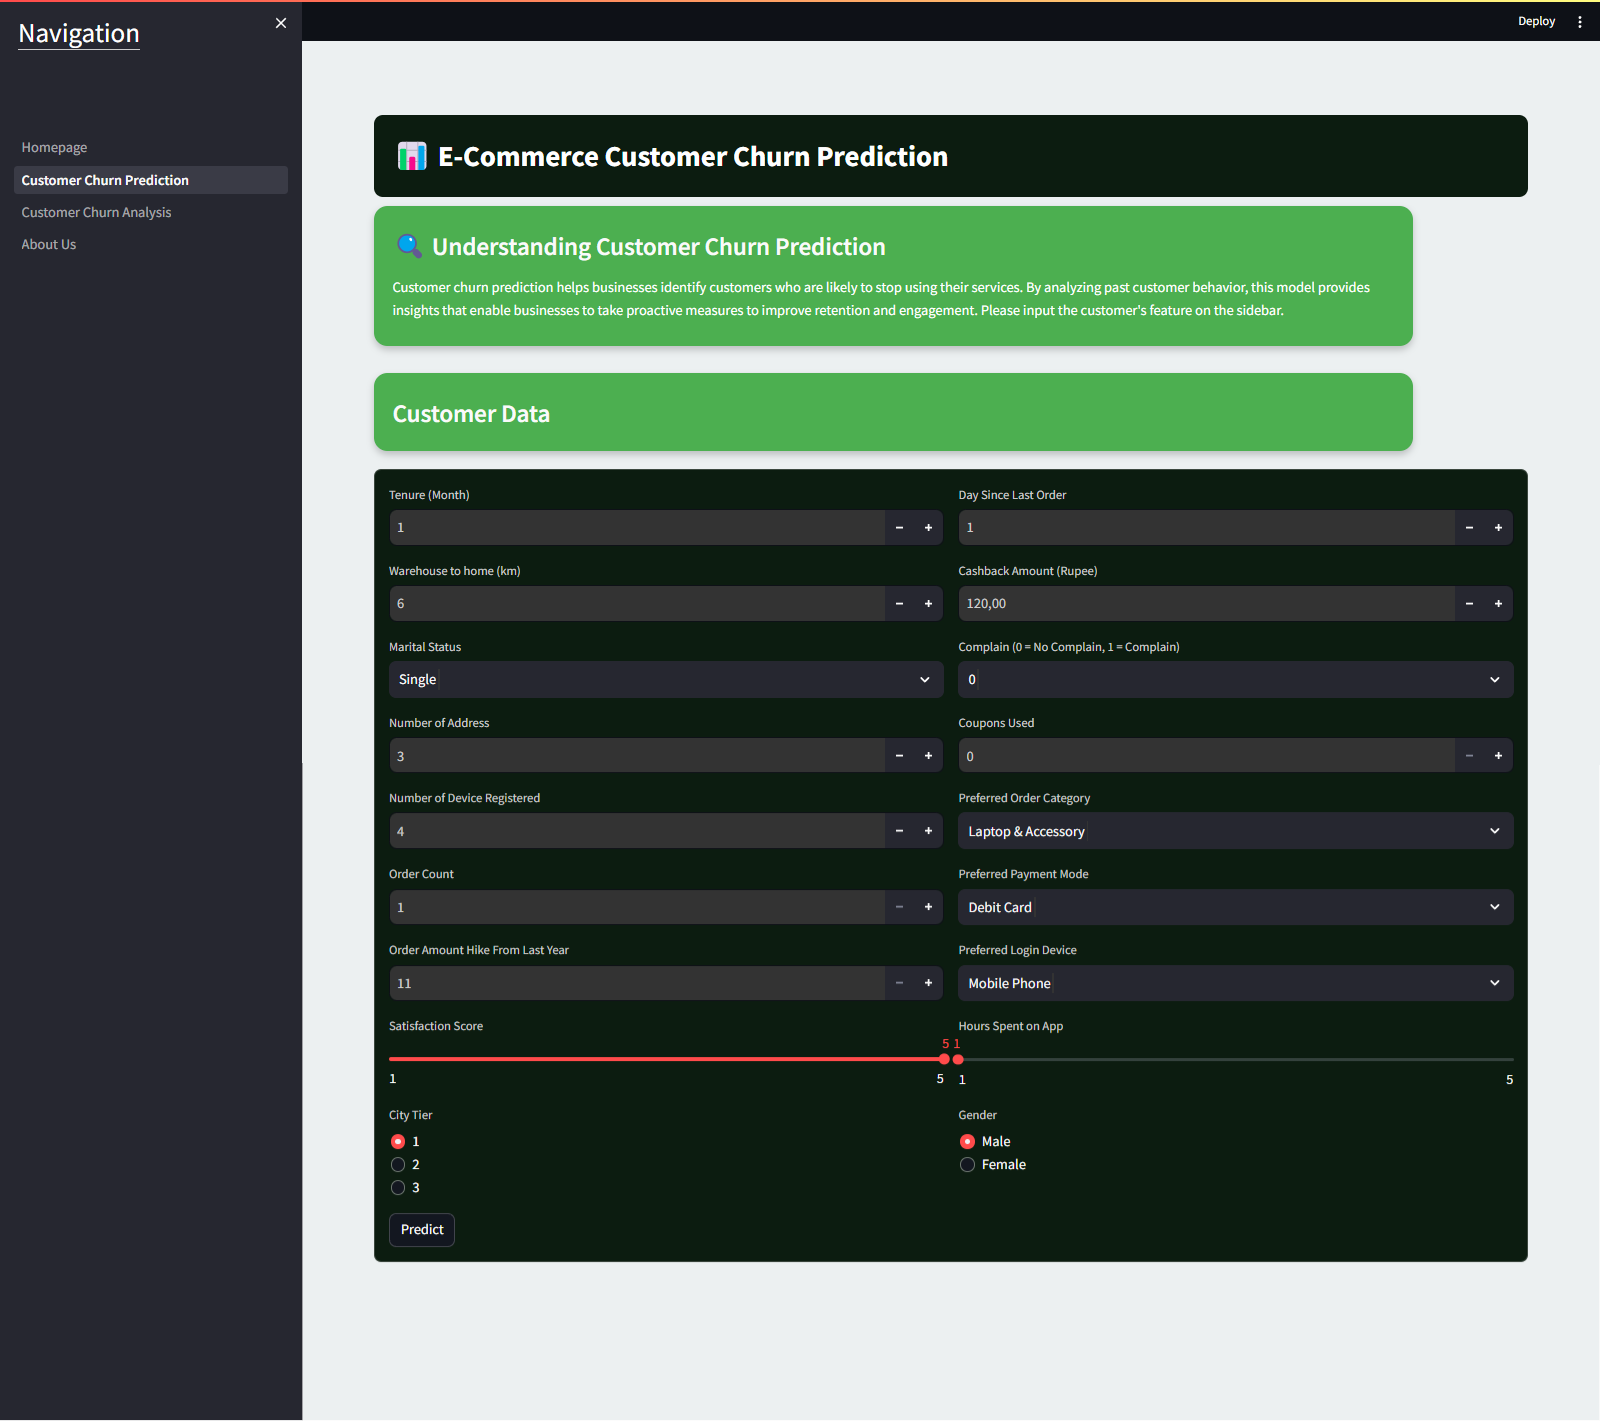 Navigation
Deploy
Homepage
Customer Churn Prediction
Customer Churn Analysis
About Us
E-Commerce Customer Churn Prediction
Understanding Customer Churn Prediction
Customer churn prediction helps businesses identify customers who are likely to stop using their services. By analyzing past customer behavior, this model provides
insights that enable businesses to take proactive measures to improve retention and engagement. Please input the customer's feature on the sidebar.
Customer Data
Tenure (Month)
1
Day Since Last Order
1
Warehouse to home (km)
6
Cashback Amount (Rupee)
120,00
Marital Status
Single
Complain (0 = No Complain, 1 = Complain)
0
Number of Address
3
Coupons Used
0
Number of Device Registered
4
Preferred Order Category
Laptop & Accessory
Order Count
1
Preferred Payment Mode
Debit Card
Order Amount Hike From Last Year
11
Preferred Login Device
Mobile Phone
Satisfaction Score
5
1 5
Hours Spent on App
1
1 5
City Tier
1
2
3
Gender
Male
Female
Predict